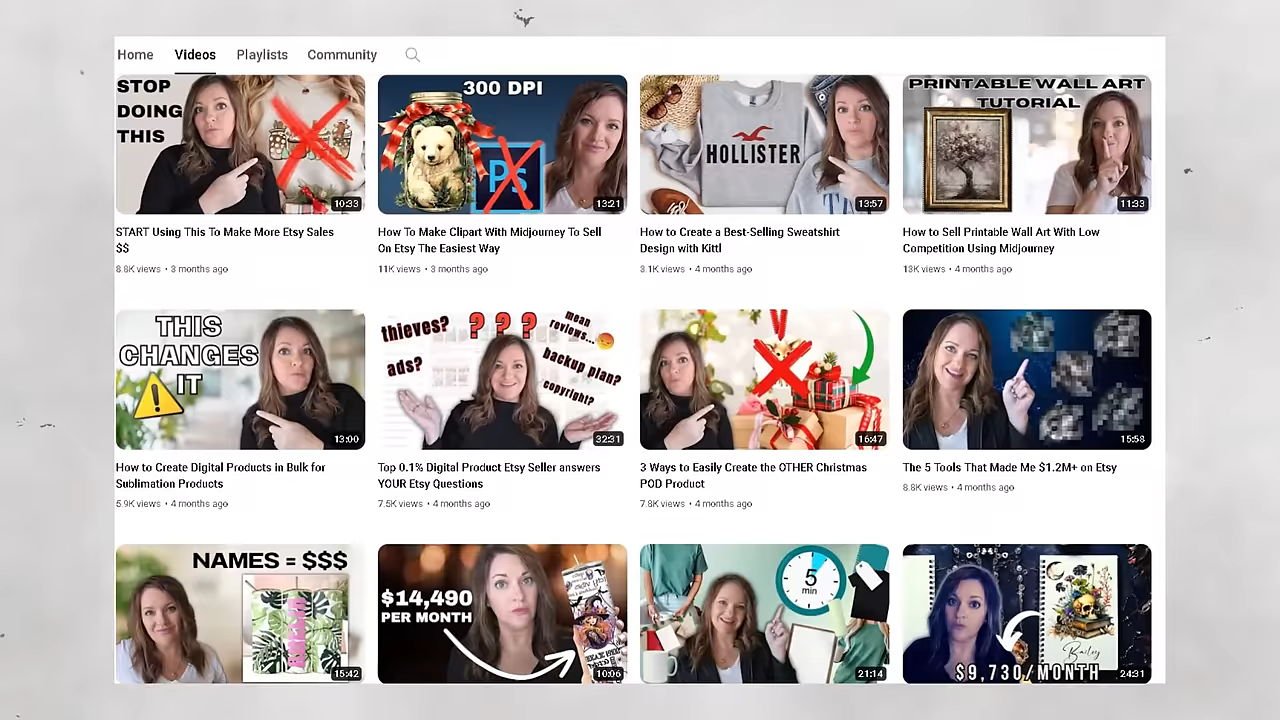 Home
Videos
Playlists
Community
STOP
DOING
THIS
10:33
300 DPI
Ps
13:21
HOLLISTER
13:57
PRINTABLE WALL ART
TUTORIAL
11:33
START Using This To Make More Etsy Sales
$$
8.8K views • 3 months ago
How To Make Clipart With Midjourney To Sell
On Etsy The Easiest Way
11K views • 3 months ago
How to Create a Best-Selling Sweatshirt
Design with Kittl
3.1K views • 4 months ago
How to Sell Printable Wall Art With Low
Competition Using Midjourney
13K views • 4 months ago
THIS
CHANGES
IT
13:00
thieves?
? ? ?
mean
reviews...
ads?
backup plan?
copyright?
32:31
16:47
15:58
How to Create Digital Products in Bulk for
Sublimation Products
5.9K views • 4 months ago
Top 0.1% Digital Product Etsy Seller answers
YOUR Etsy Questions
7.5K views • 4 months ago
3 Ways to Easily Create the OTHER Christmas
POD Product
7.8K views • 4 months ago
The 5 Tools That Made Me $1.2M+ on Etsy
8.8K views • 4 months ago
NAMES = $$$
15:42
$14,490
PER MONTH
10:06
5
min
21:14
Bailey
$9,730/MONTH
24:31